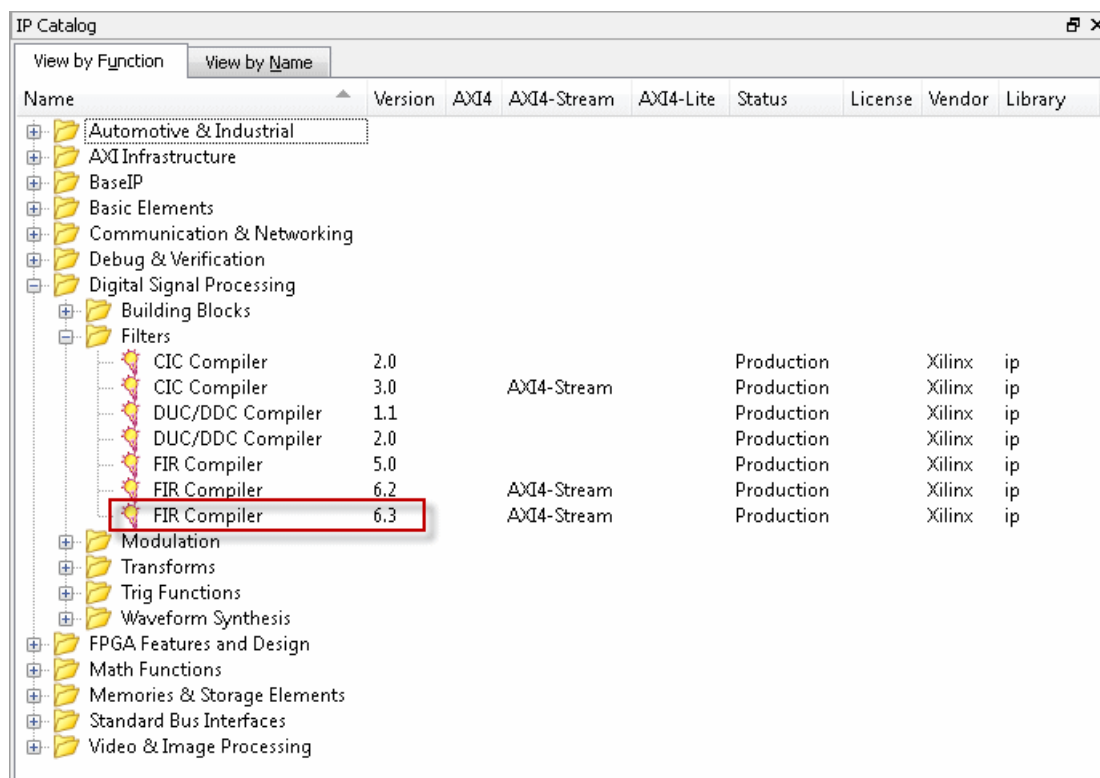 IP Catalog
View by Function View by Name
Name Version AXI4 AXI4-Stream AXI4-Lite Status License Vendor Library
Automotive & Industrial
AXI Infrastructure
BaseIP
Basic Elements
Communication & Networking
Debug & Verification
Digital Signal Processing
Building Blocks
Filters
CIC Compiler 2.0 Production Xilinx ip
CIC Compiler 3.0 AXI4-Stream Production Xilinx ip
DUC/DDC Compiler 1.1 Production Xilinx ip
DUC/DDC Compiler 2.0 Production Xilinx ip
FIR Compiler 5.0 Production Xilinx ip
FIR Compiler 6.2 AXI4-Stream Production Xilinx ip
FIR Compiler 6.3 AXI4-Stream Production Xilinx ip
Modulation
Transforms
Trig Functions
Waveform Synthesis
FPGA Features and Design
Math Functions
Memories & Storage Elements
Standard Bus Interfaces
Video & Image Processing